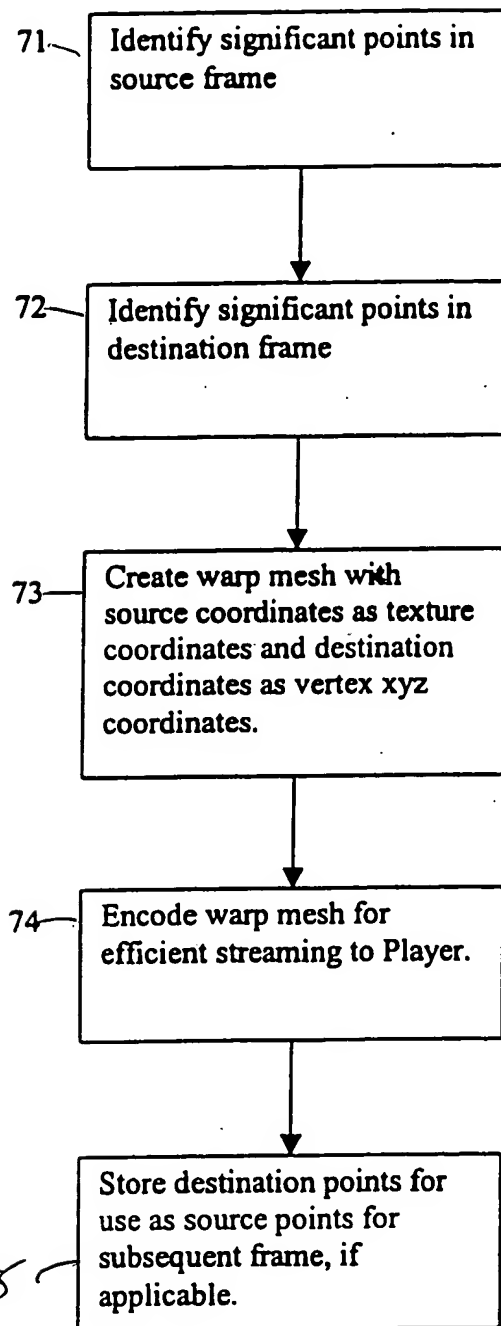 71
Identify significant points in
source frame
72
Identify significant points in
destination frame
73
Create warp mesh with
source coordinates as texture
coordinates and destination
coordinates as vertex xyz
coordinates.
74
Encode warp mesh for
efficient streaming to Player.
Store destination points for
use as source points for
subsequent frame, if
applicable.